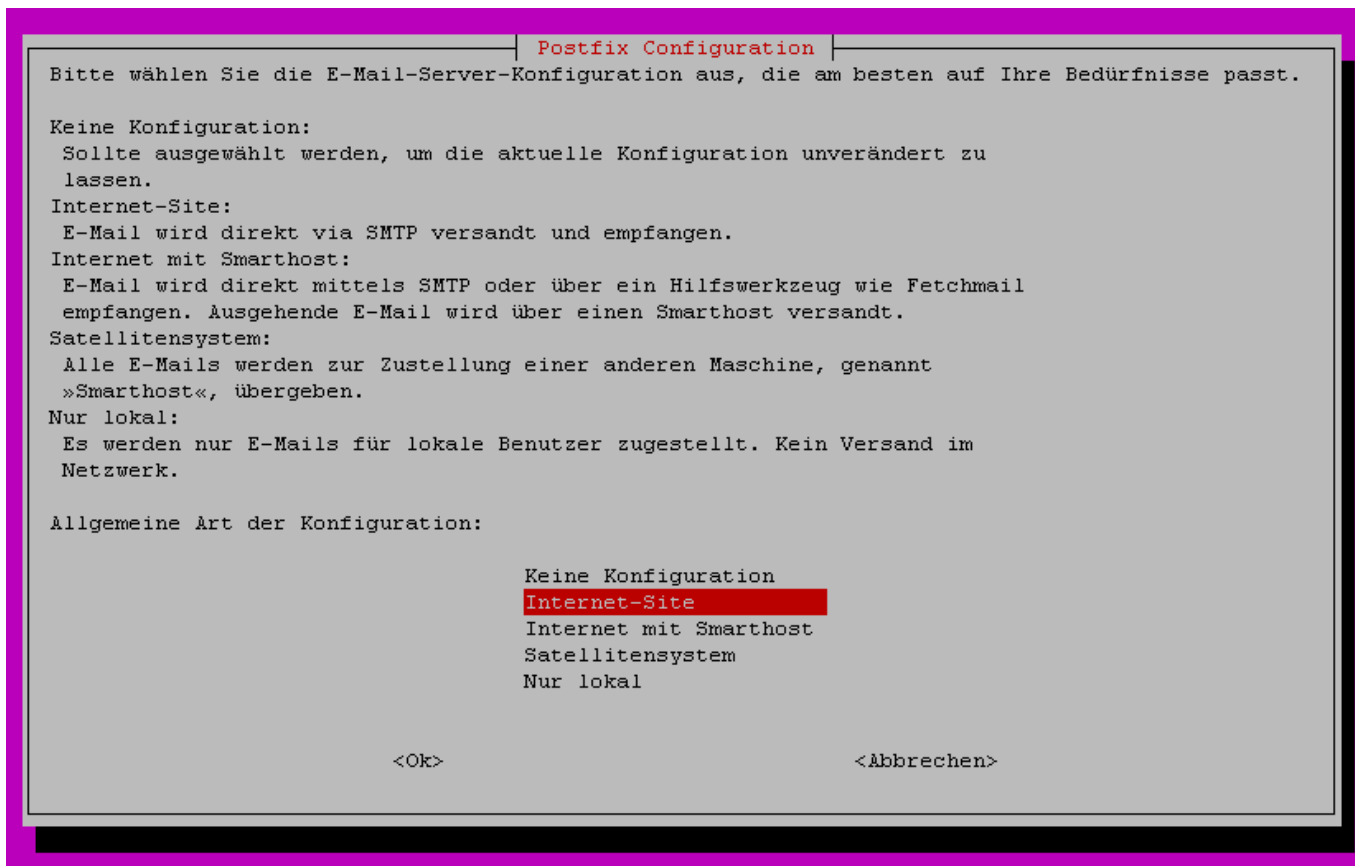 Postfix Configuration
Bitte wählen Sie die E-Mail-Server-Konfiguration aus, die am besten auf Ihre Bedürfnisse passt.
Keine Konfiguration:
Sollte ausgewählt werden, um die aktuelle Konfiguration unverändert zu
lassen.
Internet-Site:
E-Mail wird direkt via SMTP versandt und empfangen.
Internet mit Smarthost:
E-Mail wird direkt mittels SMTP oder über ein Hilfswerkzeug wie Fetchmail
empfangen. Ausgehende E-Mail wird über einen Smarthost versandt.
Satellitensystem:
Alle E-Mails werden zur Zustellung einer anderen Maschine, genannt
»Smarthost«, übergeben.
Nur lokal:
Es werden nur E-Mails für lokale Benutzer zugestellt. Kein Versand im
Netzwerk.
Allgemeine Art der Konfiguration:
Keine Konfiguration
Internet-Site
Internet mit Smarthost
Satellitensystem
Nur lokal
<Ok> <Abbrechen>